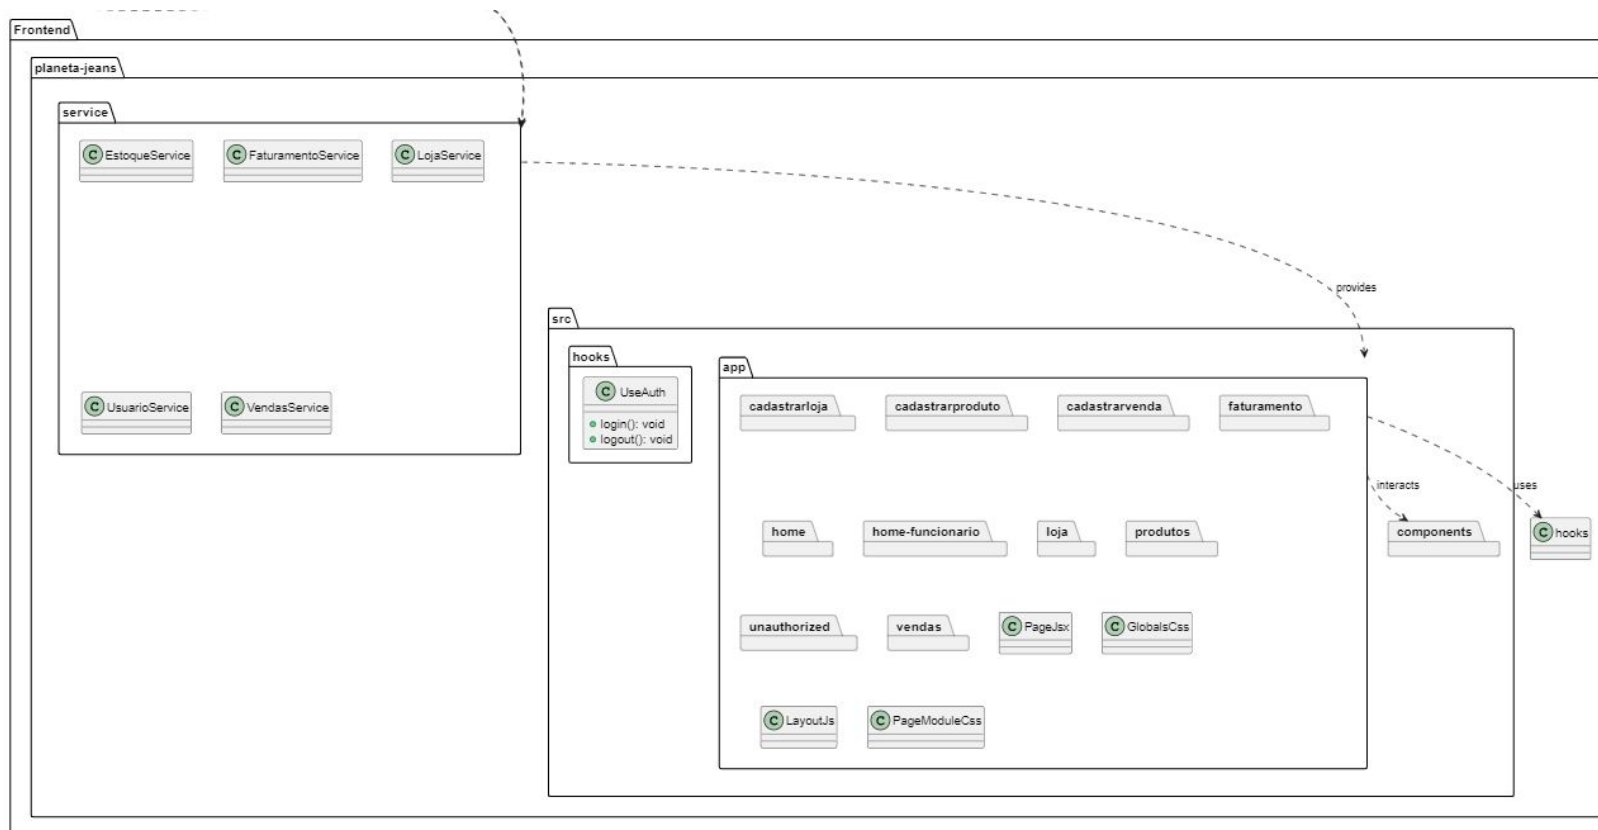 Frontend
planeta-jeans
service
C EstoqueService
C FaturamentoService
C LojaService
provides
src
hooks
app
C UseAuth
login(): void
logout(): void
cadastrarloja
cadastrarproduto
cadastrarvenda
faturamento
C UsuarioService
C VendasService
interacts
uses
home
home-funcionario
loja
produtos
components
C hooks
unauthorized
vendas
C PageJsx
C GlobalsCss
C LayoutJs
C PageModuleCss